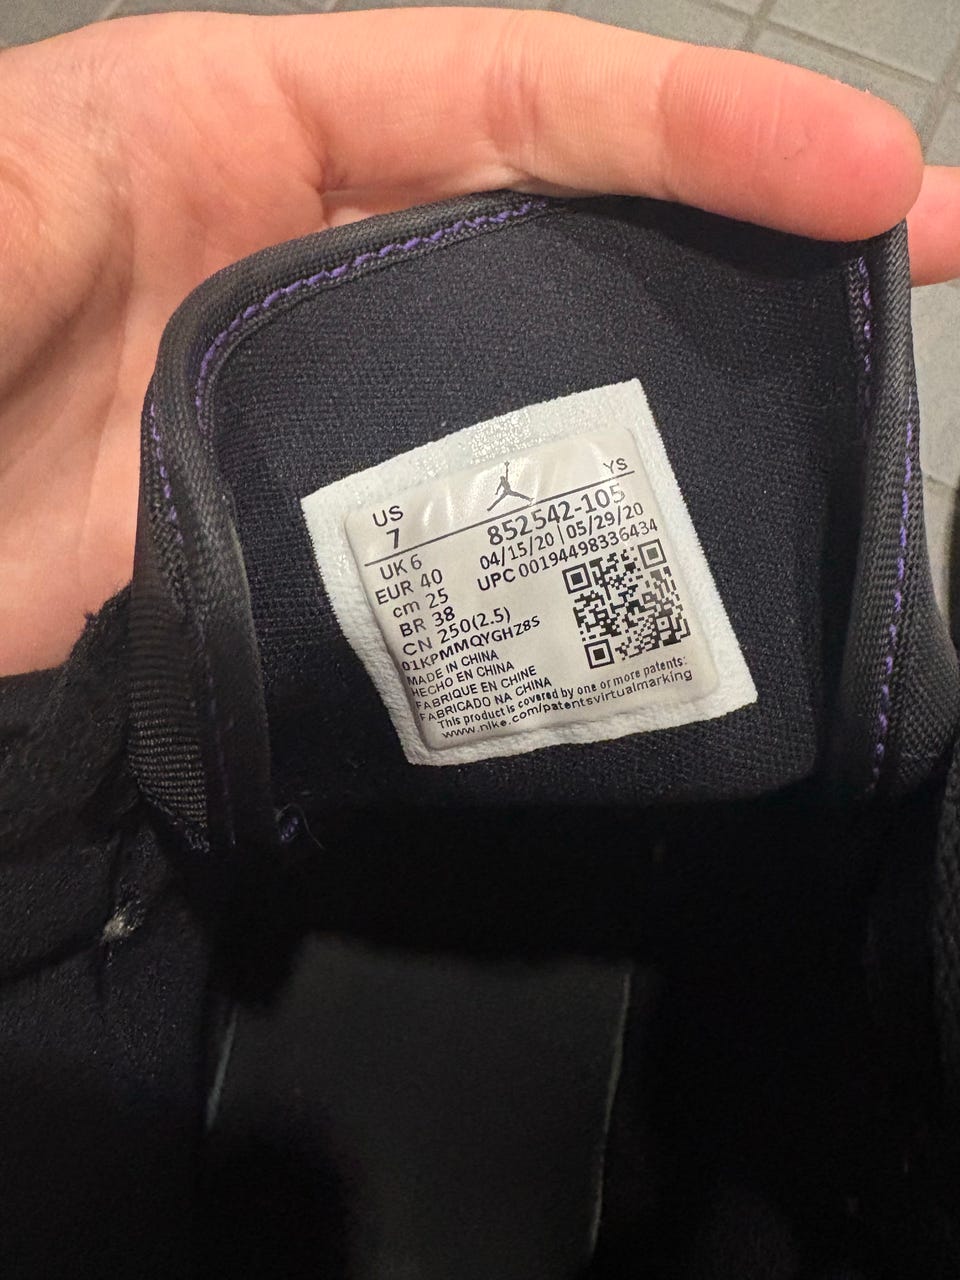 US
YS
7
852542-105
UK 6
04/15/20 | 05/29/20
EUR 40
UPC 00194498336434
cm 25
BR 38
CN 250(2.5)
01KPMMQYGHZ8S
MADE IN CHINA
HECHO EN CHINA
FABRIQUE EN CHINE
FABRICADO NA CHINA
This product is covered by one or more patents:
www.nike.com/patentsvirtualmarking